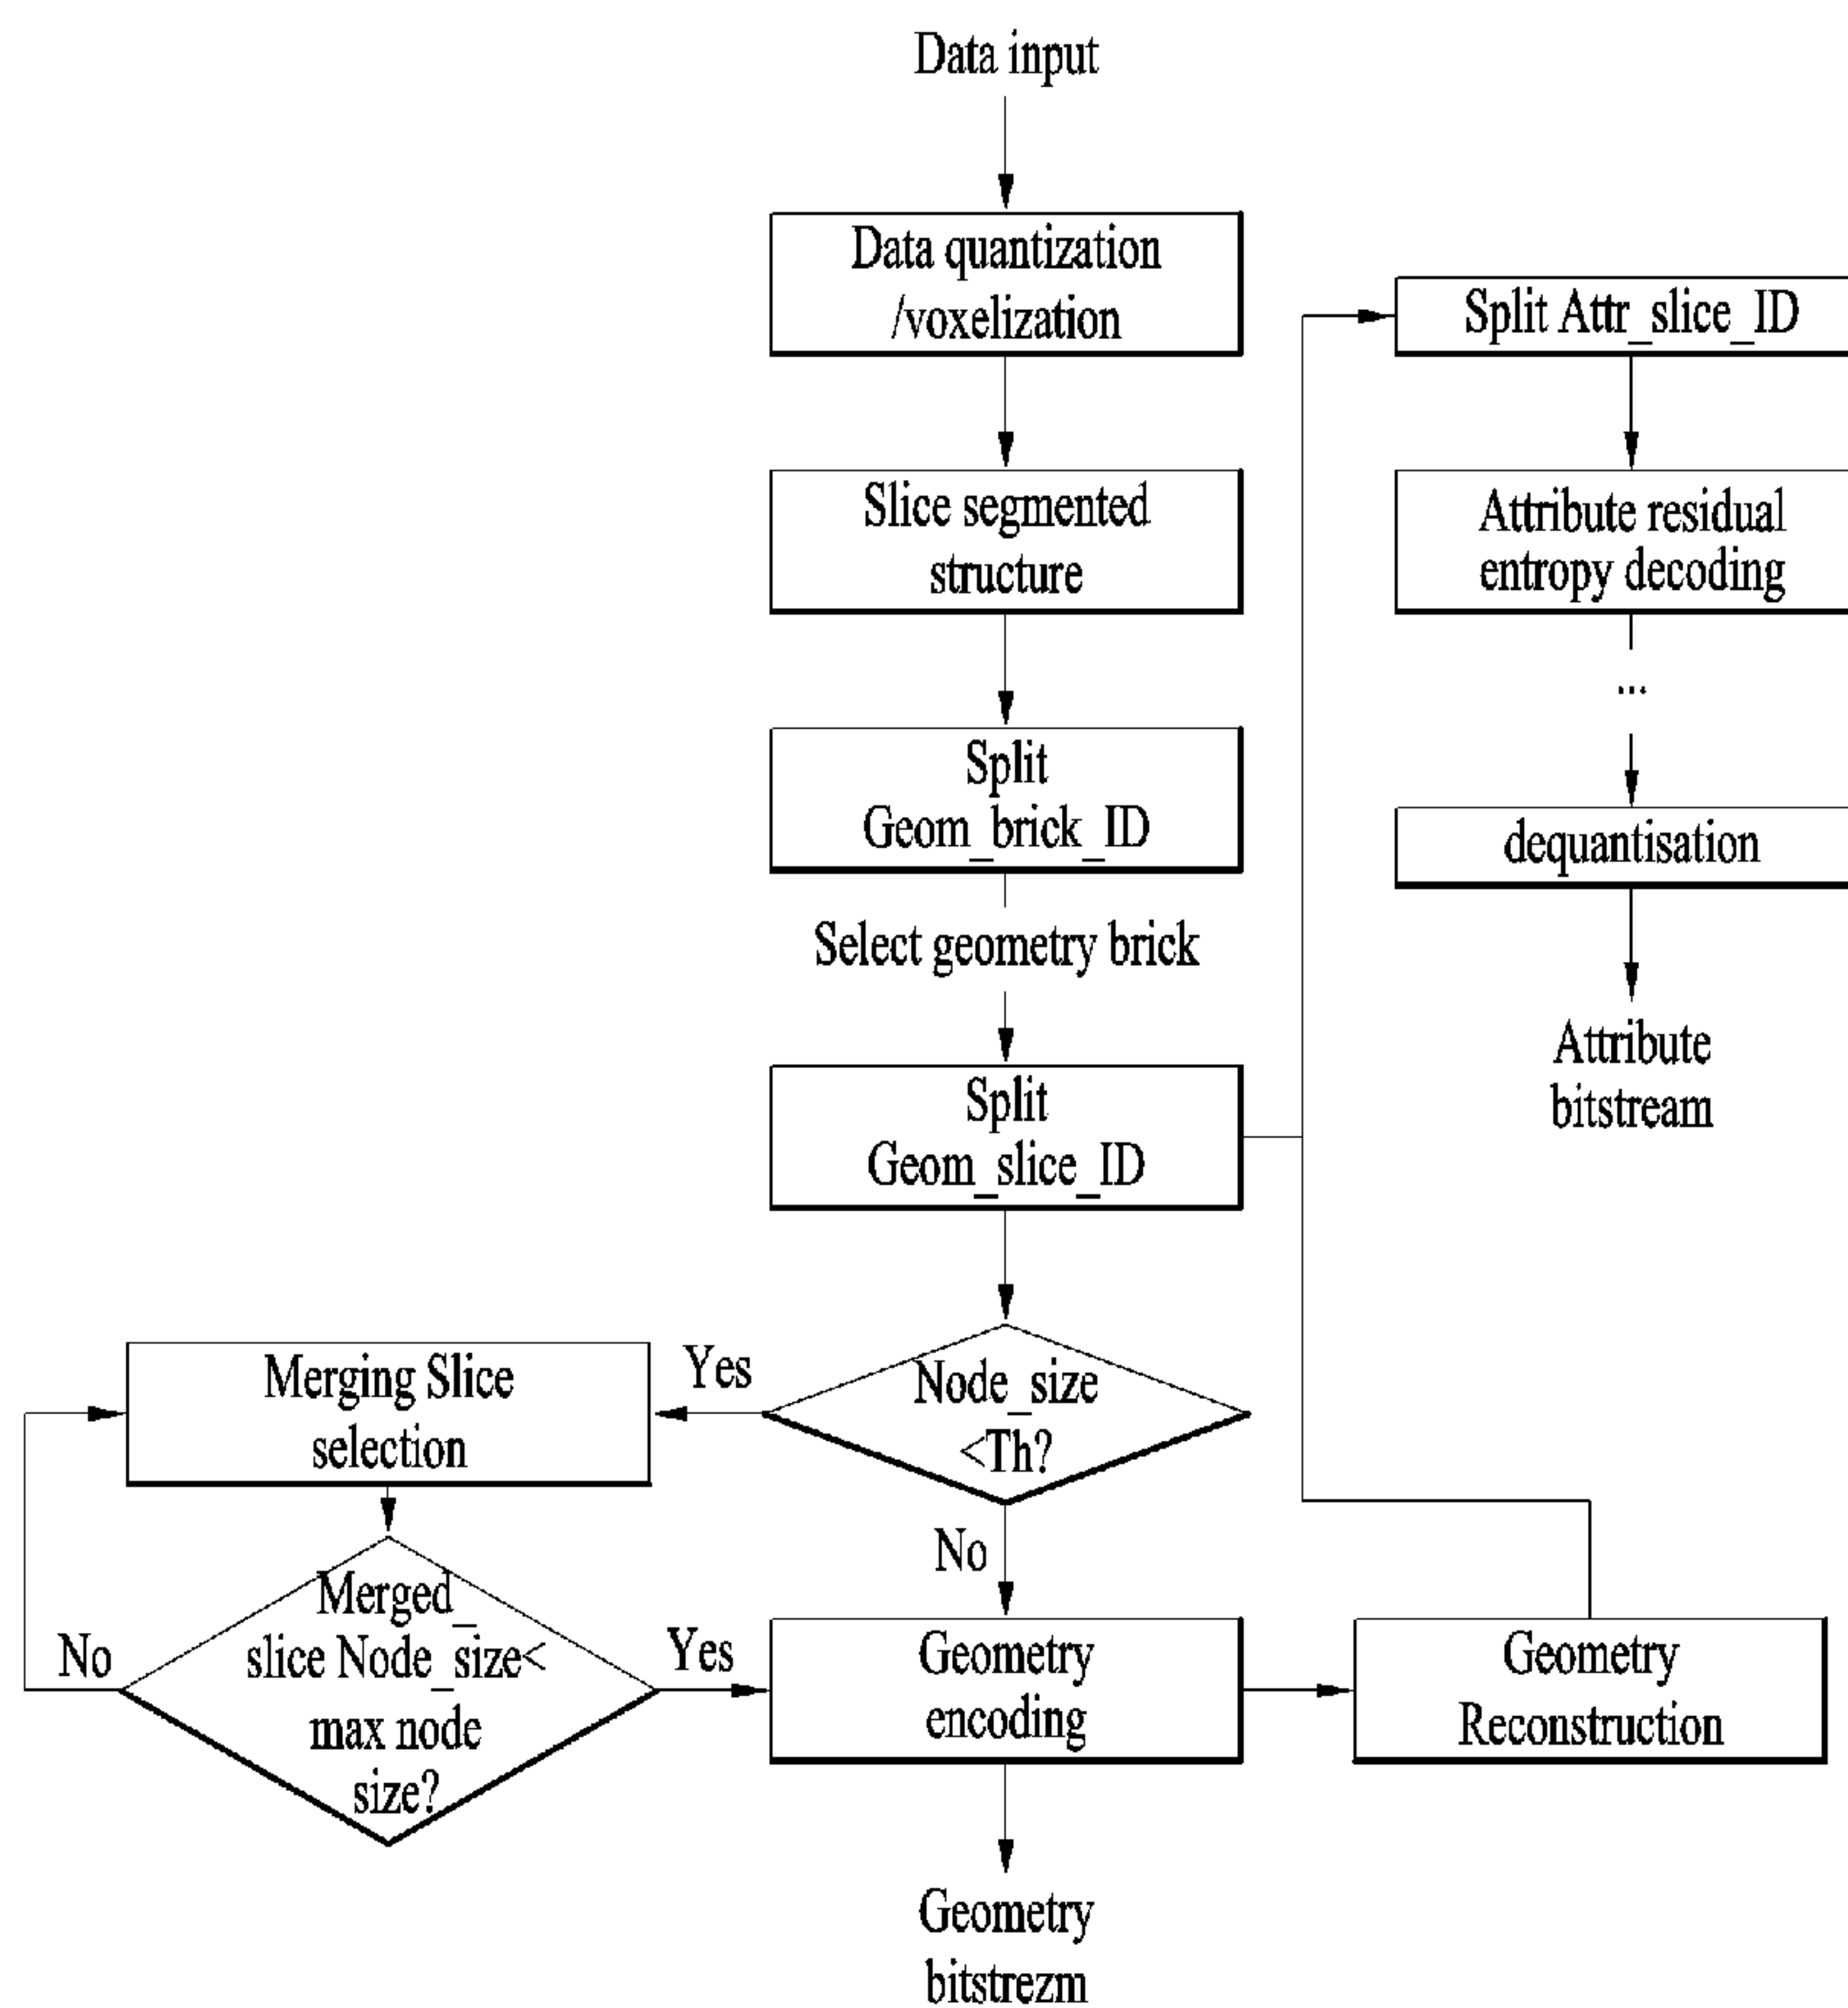 Data input
Data quantization
/voxelization
Slice segmented
structure
Split
Geom_brick_ID
Select geometry brick
Split
Geom_slice_ID
Node_size
<Th?
Yes
No
Merging Slice
selection
Merged_
slice Node_size<
max node
size?
No
Yes
Geometry
encoding
Geometry
bitstrezm
Geometry
Reconstruction
Split Attr_slice_ID
Attribute residual
entropy decoding
...
dequantisation
Attribute
bitstream